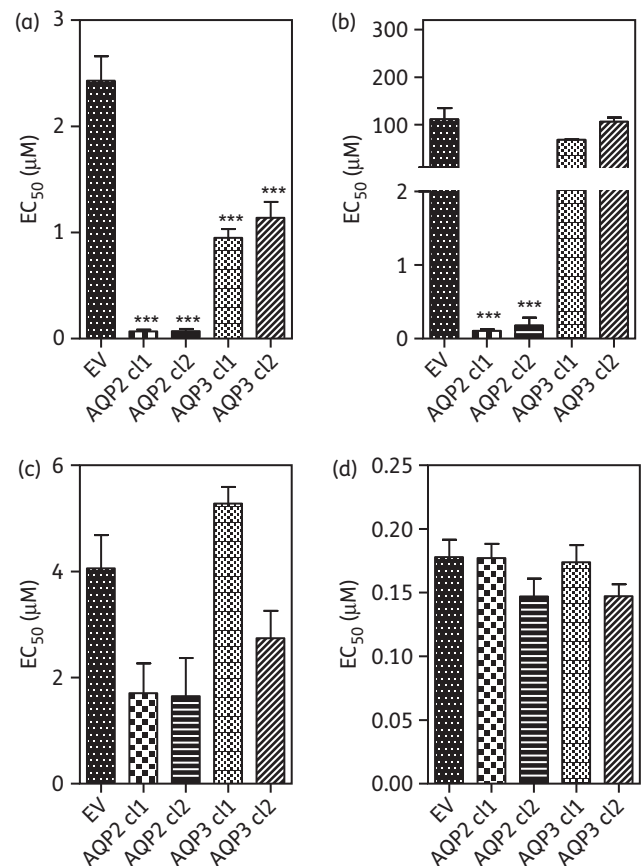 (a)
3
2
1
0
EC50 (µM)
***
***
***
***
EV
AQP2 cl1
AQP2 cl2
AQP3 cl1
AQP3 cl2
(b)
300
200
100
2
1
0
EC50 (µM)
***
***
EV
AQP2 cl1
AQP2 cl2
AQP3 cl1
AQP3 cl2
(c)
6
4
2
0
EC50 (µM)
EV
AQP2 cl1
AQP2 cl2
AQP3 cl1
AQP3 cl2
(d)
0.25
0.20
0.15
0.10
0.05
0.00
EC50 (µM)
EV
AQP2 cl1
AQP2 cl2
AQP3 cl1
AQP3 cl2